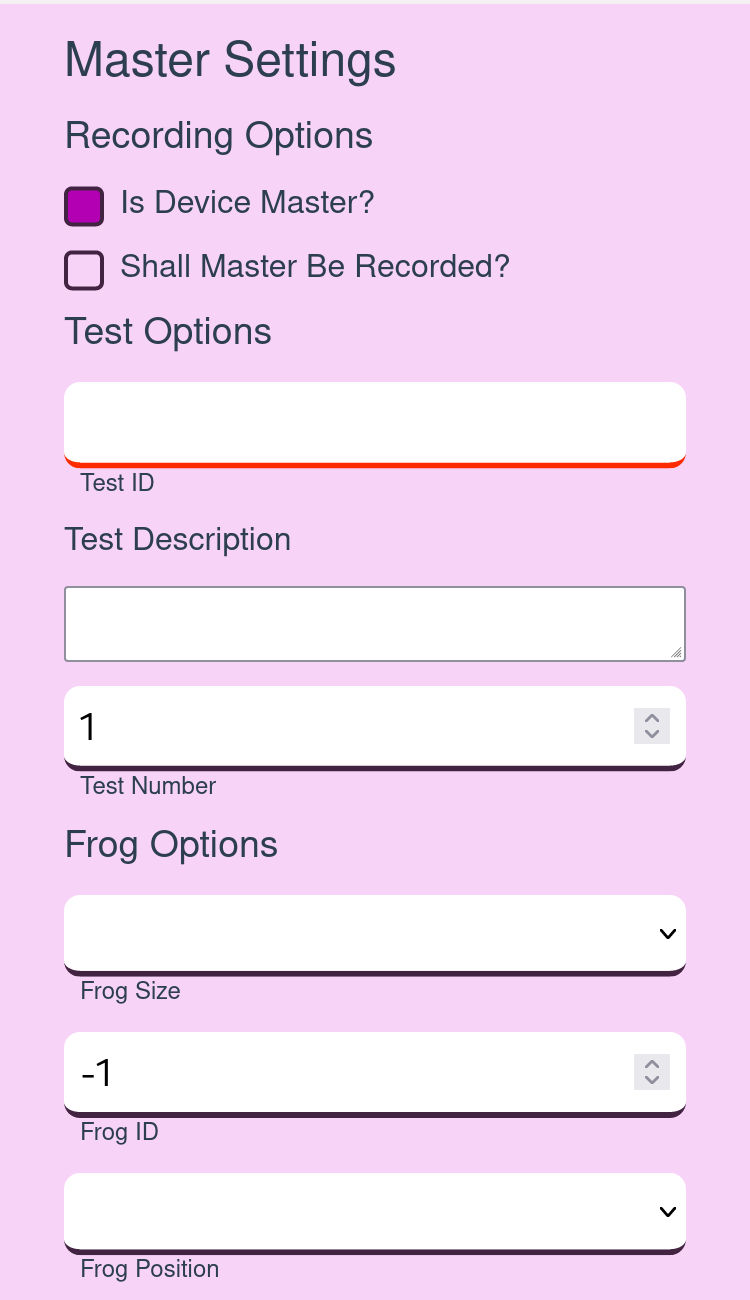 Master Settings
Recording Options
Is Device Master?
Shall Master Be Recorded?
Test Options
Test ID
Test Description
1
Test Number
Frog Options
Frog Size
-1
Frog ID
Frog Position